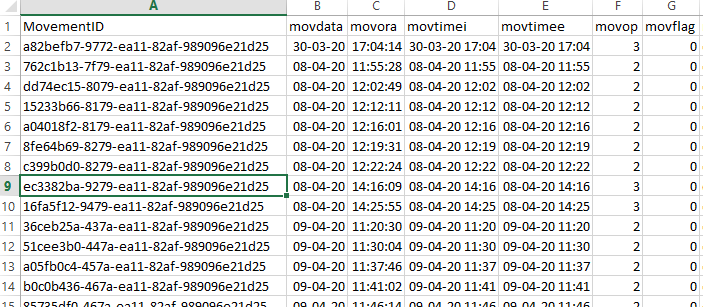 A B C D E F G
1 MovementID movdata movora movtimei movtimee movop movflag
2 a82befb7-9772-ea11-82af-989096e21d25 30-03-20 17:04:14 30-03-20 17:04 30-03-20 17:04 3 0
3 762c1b13-7f79-ea11-82af-989096e21d25 08-04-20 11:55:28 08-04-20 11:55 08-04-20 11:55 2 0
4 dd74ec15-8079-ea11-82af-989096e21d25 08-04-20 12:02:49 08-04-20 12:02 08-04-20 12:02 2 0
5 15233b66-8179-ea11-82af-989096e21d25 08-04-20 12:12:11 08-04-20 12:12 08-04-20 12:12 2 0
6 a04018f2-8179-ea11-82af-989096e21d25 08-04-20 12:16:01 08-04-20 12:16 08-04-20 12:16 2 0
7 8fe64b69-8279-ea11-82af-989096e21d25 08-04-20 12:19:31 08-04-20 12:19 08-04-20 12:19 2 0
8 c399b0d0-8279-ea11-82af-989096e21d25 08-04-20 12:22:24 08-04-20 12:22 08-04-20 12:22 2 0
9 ec3382ba-9279-ea11-82af-989096e21d25 08-04-20 14:16:09 08-04-20 14:16 08-04-20 14:16 3 0
10 16fa5f12-9479-ea11-82af-989096e21d25 08-04-20 14:25:55 08-04-20 14:25 08-04-20 14:25 3 0
11 36ceb25a-437a-ea11-82af-989096e21d25 09-04-20 11:20:30 09-04-20 11:20 09-04-20 11:20 2 0
12 51cee3b0-447a-ea11-82af-989096e21d25 09-04-20 11:30:04 09-04-20 11:30 09-04-20 11:30 2 0
13 a05fb0c4-457a-ea11-82af-989096e21d25 09-04-20 11:37:46 09-04-20 11:37 09-04-20 11:37 2 0
14 b0c0b436-467a-ea11-82af-989096e21d25 09-04-20 11:41:02 09-04-20 11:41 09-04-20 11:41 2 0
85735df0-467a-ea11-82af-989096e21d25 09-04-20 11:46:14 09-04-20 11:46 09-04-20 11:46 2 0